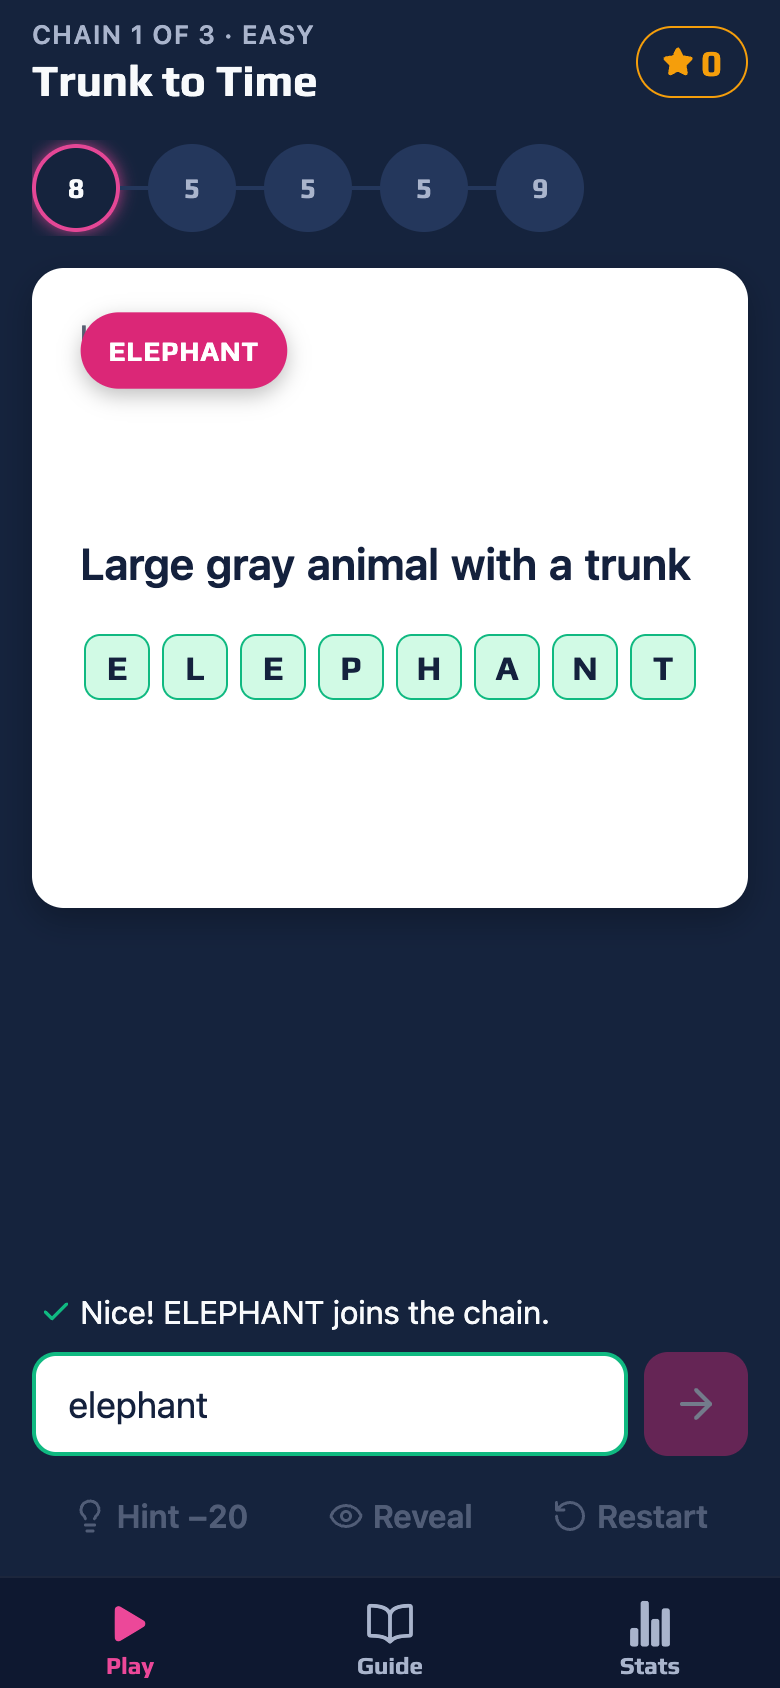 CHAIN 1 OF 3 · EASY
Trunk to Time
0
8 5 5 5 9
ELEPHANT
Large gray animal with a trunk
E L E P H A N T
Nice! ELEPHANT joins the chain.
elephant
Hint −20 Reveal Restart
Play Guide Stats